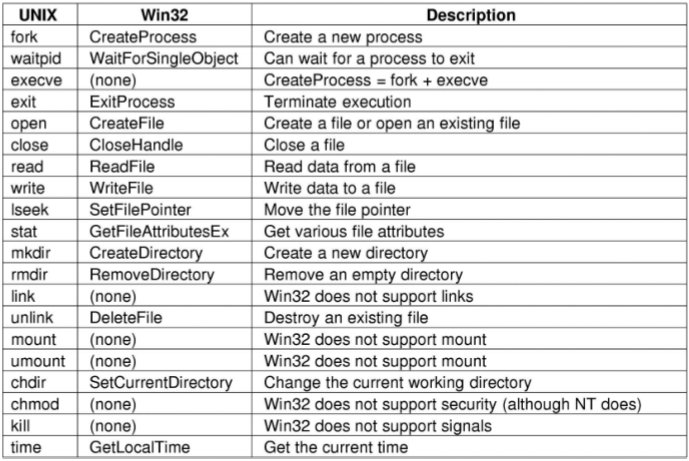 UNIX Win32 Description
fork CreateProcess Create a new process
waitpid WaitForSingleObject Can wait for a process to exit
execve (none) CreateProcess = fork + execve
exit ExitProcess Terminate execution
open CreateFile Create a file or open an existing file
close CloseHandle Close a file
read ReadFile Read data from a file
write WriteFile Write data to a file
lseek SetFilePointer Move the file pointer
stat GetFileAttributesEx Get various file attributes
mkdir CreateDirectory Create a new directory
rmdir RemoveDirectory Remove an empty directory
link (none) Win32 does not support links
unlink DeleteFile Destroy an existing file
mount (none) Win32 does not support mount
umount (none) Win32 does not support mount
chdir SetCurrentDirectory Change the current working directory
chmod (none) Win32 does not support security (although NT does)
kill (none) Win32 does not support signals
time GetLocalTime Get the current time